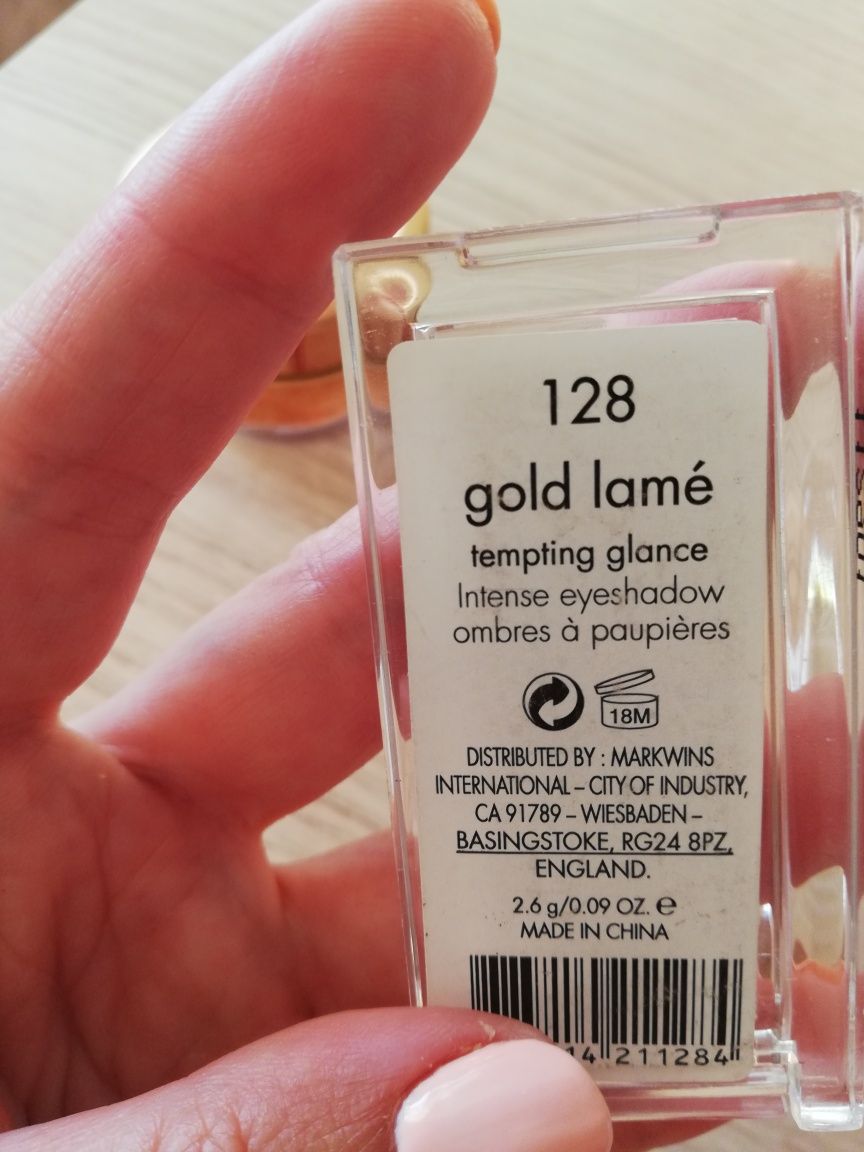 128
gold lamé
tempting glance
Intense eyeshadow
ombres à paupières
18M
DISTRIBUTED BY : MARKWINS
INTERNATIONAL – CITY OF INDUSTRY,
CA 91789 – WIESBADEN –
BASINGSTOKE, RG24 8PZ,
ENGLAND.
2.6 g/0.09 OZ. ℮
MADE IN CHINA
14 211284